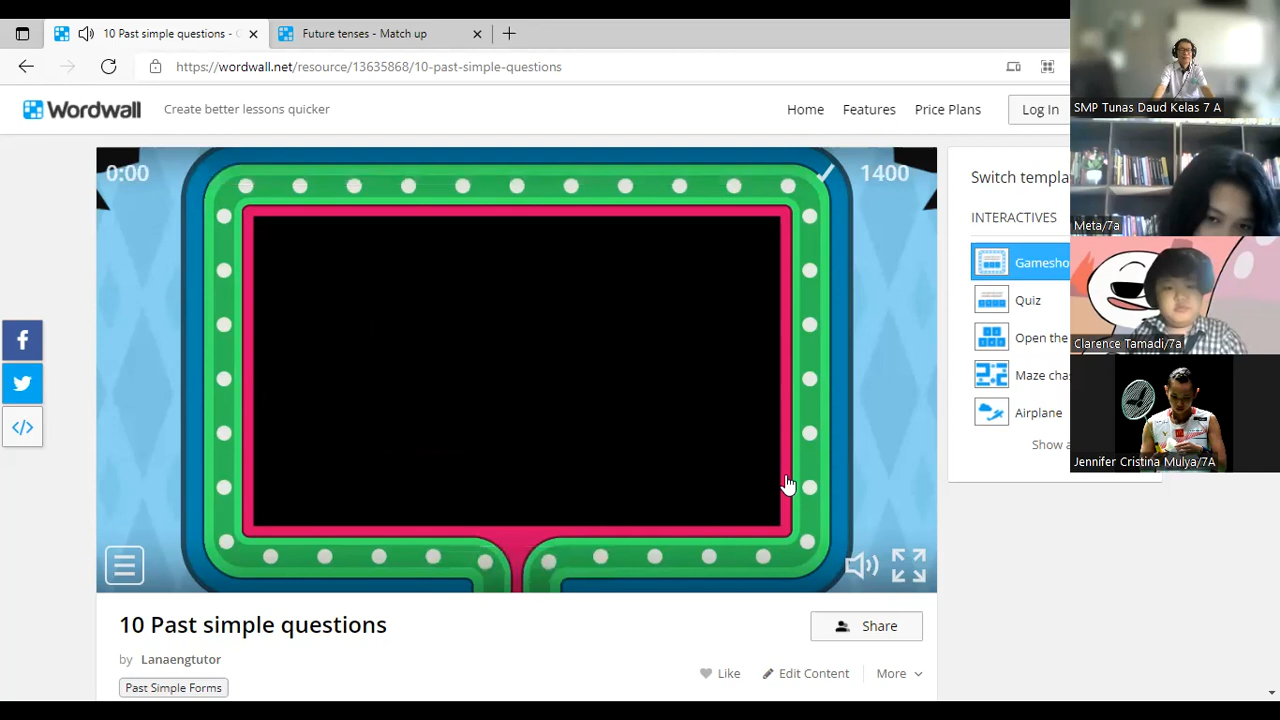 10 Past simple questions -
Future tenses - Match up
https://wordwall.net/resource/13635868/10-past-simple-questions
Wordwall
Create better lessons quicker
Home
Features
Price Plans
Log In
0:00
1400
Switch templa
INTERACTIVES
Gamesho
Quiz
Open the
Maze cha
Airplane
Show a
SMP Tunas Daud Kelas 7 A
Meta/7a
Clarence Tamadi/7a
Jennifer Cristina Mulya/7A
10 Past simple questions
Share
by Lanaengtutor
Like
Edit Content
More
Past Simple Forms